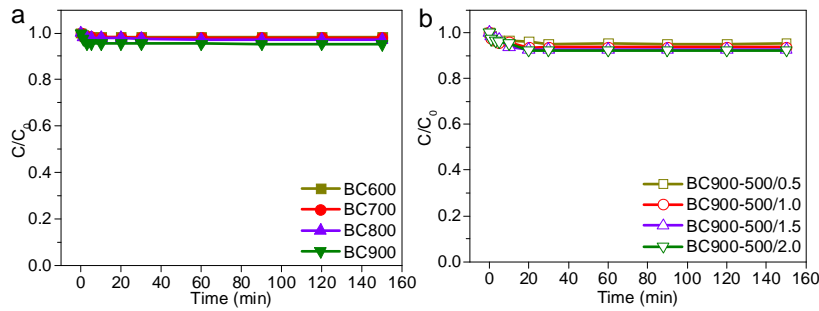 a
1.0
0.8
0.6
0.4
0.2
0.0
C/C0
BC600
BC700
BC800
BC900
0 20 40 60 80 100 120 140 160
Time (min)
b
1.0
0.8
0.6
0.4
0.2
0.0
C/C0
BC900-500/0.5
BC900-500/1.0
BC900-500/1.5
BC900-500/2.0
0 20 40 60 80 100 120 140 160
Time (min)